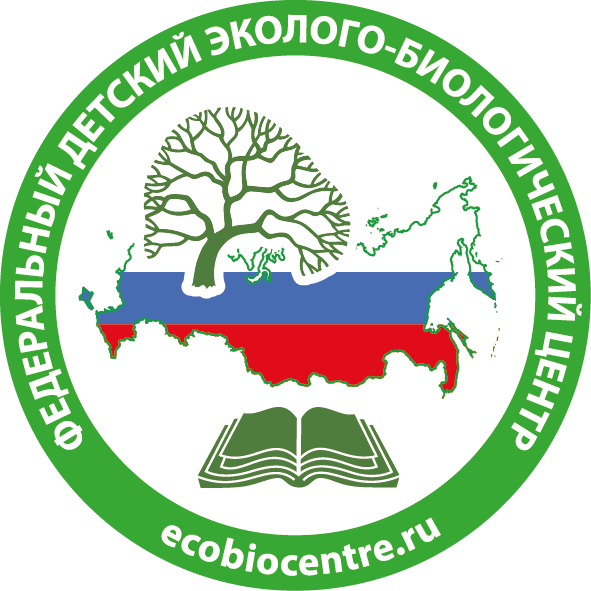 ФЕДЕРАЛЬНЫЙ ДЕТСКИЙ ЭКОЛОГО-БИОЛОГИЧЕСКИЙ ЦЕНТР
ecobiocentre.ru